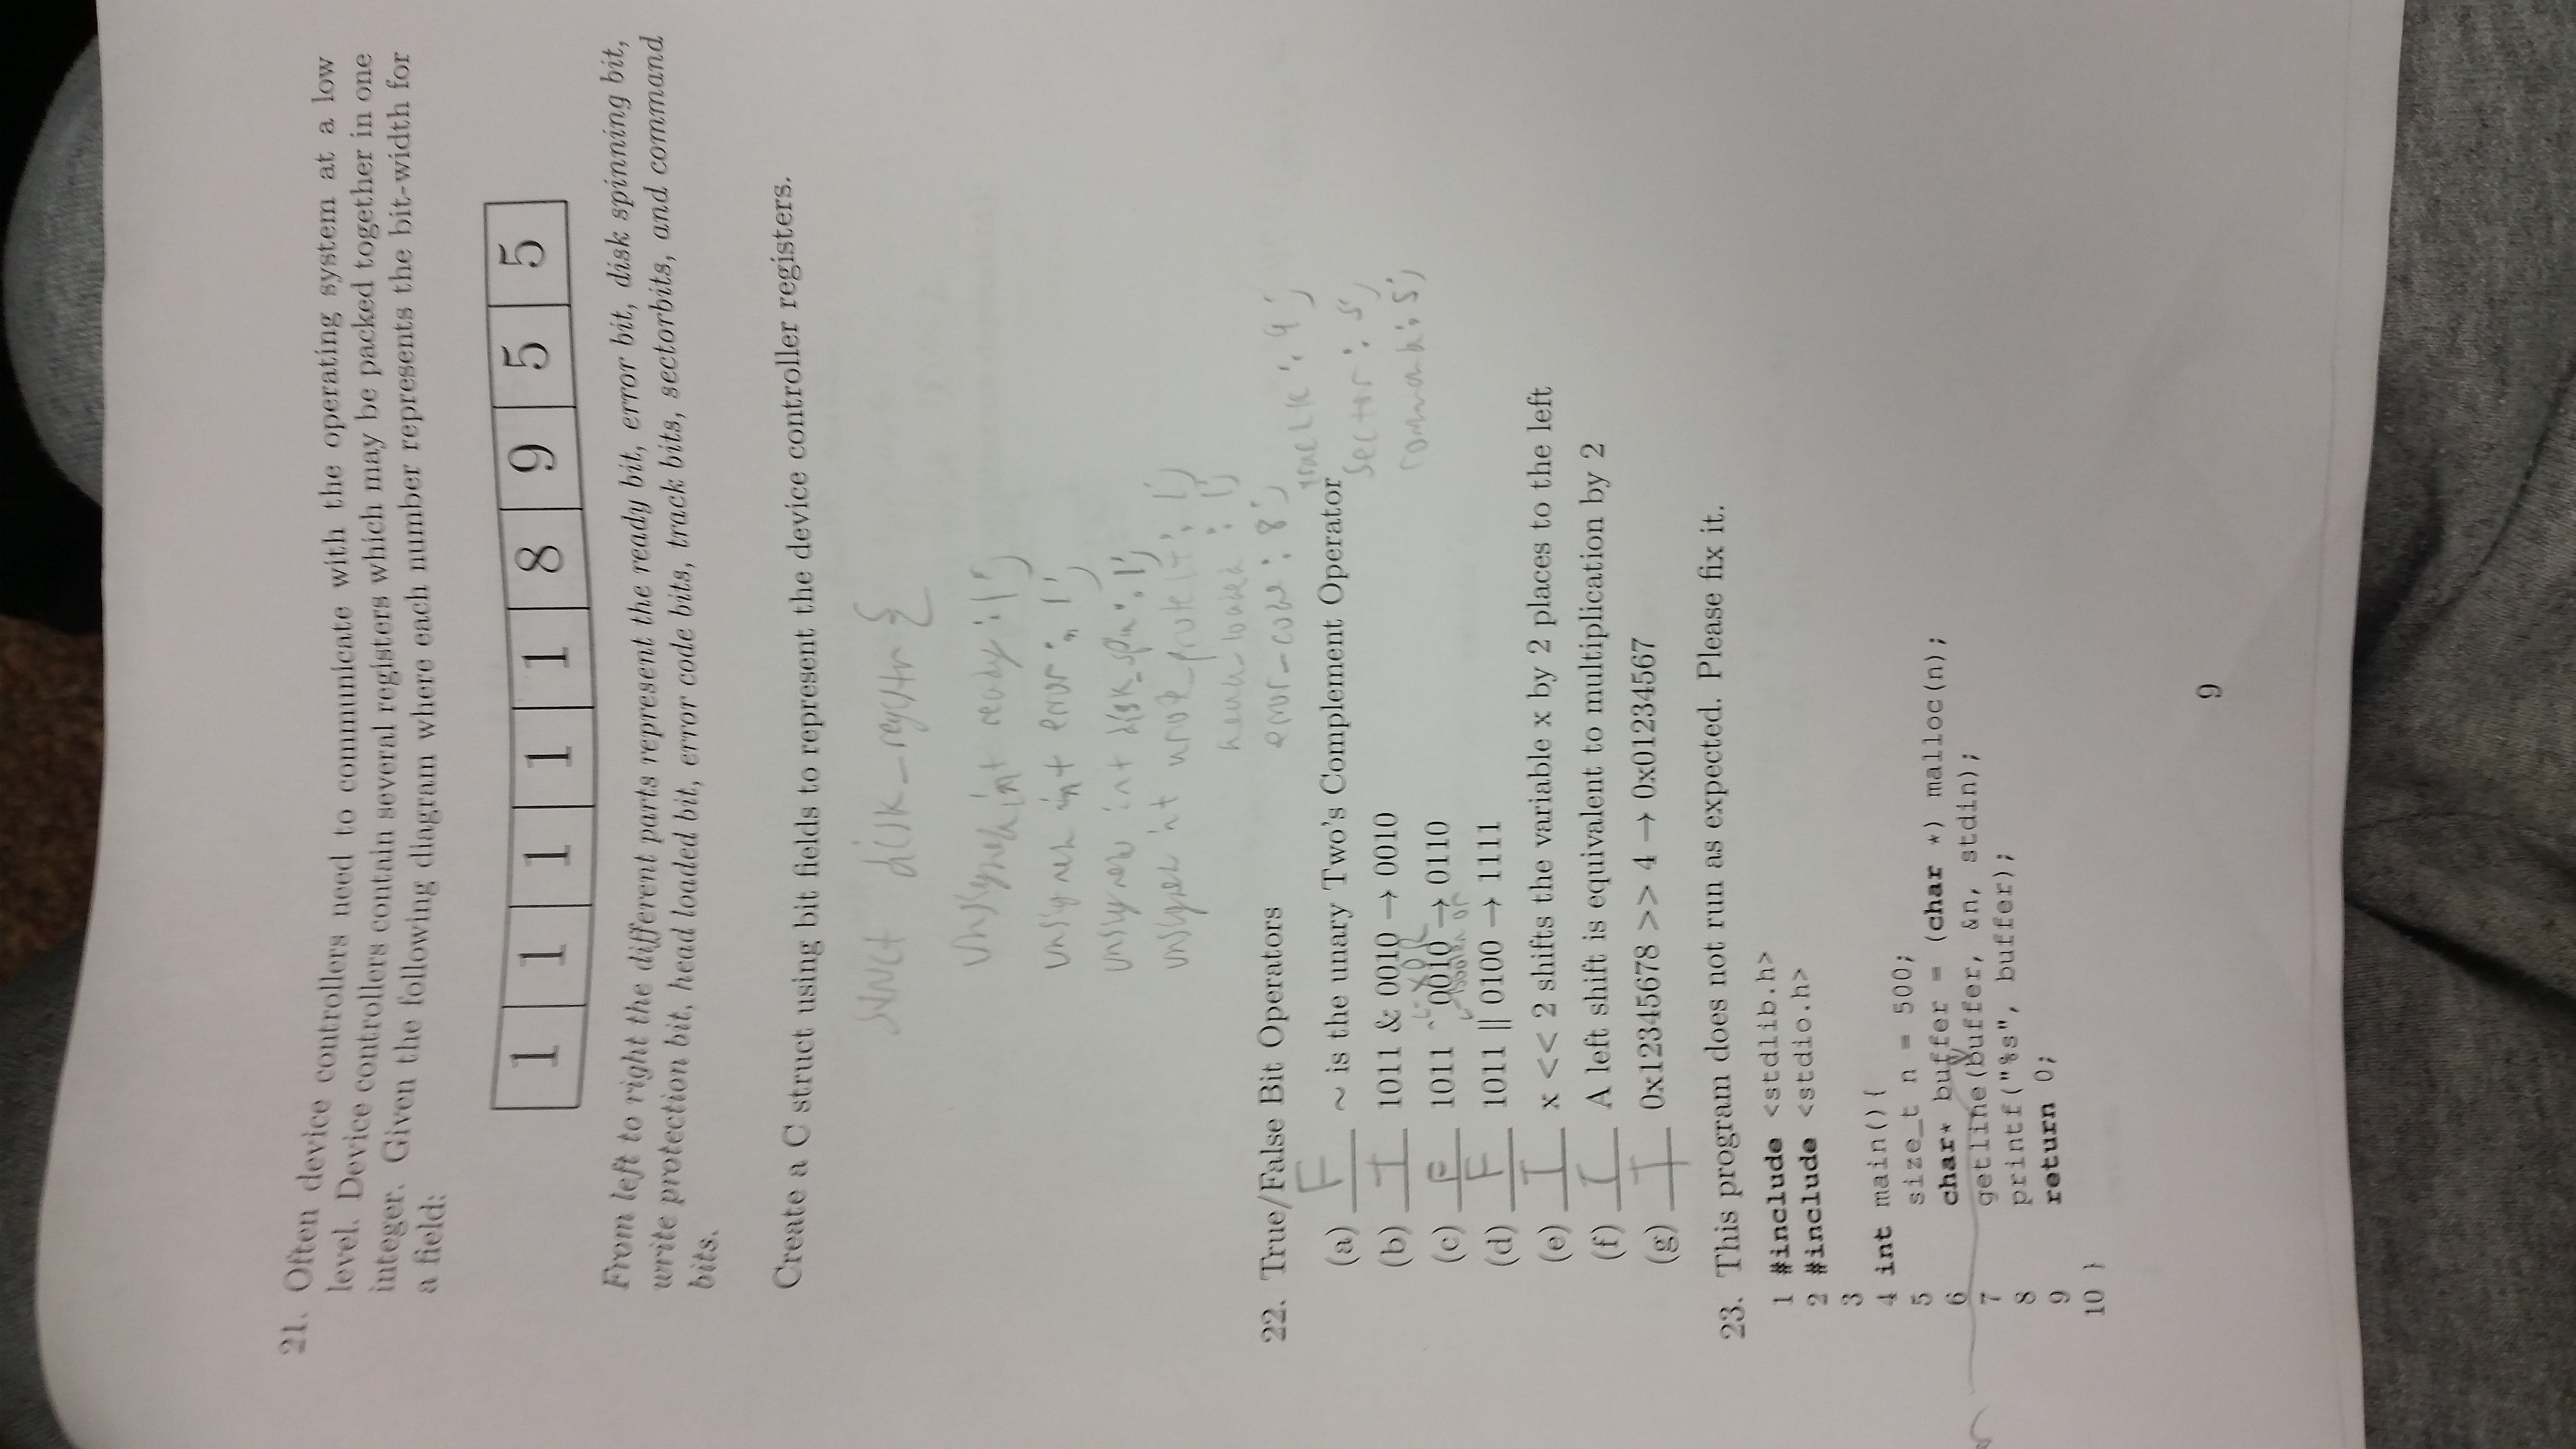 21. Often device controllers need to communicate with the operating system at a low
level. Device controllers contain several registers which may be packed together in one
integer. Given the following diagram where each number represents the bit-width for
a field:
1 1 1 1 1 8 9 5 5
From left to right the different parts represent the ready bit, error bit, disk spinning bit,
write protection bit, head loaded bit, error code bits, track bits, sectorbits, and command
bits.
Create a C struct using bit fields to represent the device controller registers.
struct disk_register {
unsigned int ready : 1;
unsigned int error : 1;
unsigned int disk_spin : 1;
unsigned int write_protect : 1;
head_loaded : 1;
error_code : 8;
track : 9;
sector : 5;
command : 5;
22. True/False Bit Operators
(a) F ~ is the unary Two's Complement Operator
(b) T 1011 & 0010 → 0010
XOR
(c) F 1011 ^ 0010 → 0110
Boolean or
(d) F 1011 || 0100 → 1111
(e) T x << 2 shifts the variable x by 2 places to the left
(f) T A left shift is equivalent to multiplication by 2
(g) T 0x12345678 >> 4 → 0x01234567
23. This program does not run as expected. Please fix it.
1 #include <stdlib.h>
2 #include <stdio.h>
3
4 int main(){
5 size_t n = 500;
6 char* buffer = (char *) malloc(n);
7 getline(buffer, &n, stdin);
8 printf("%s", buffer);
9 return 0;
10 }
9